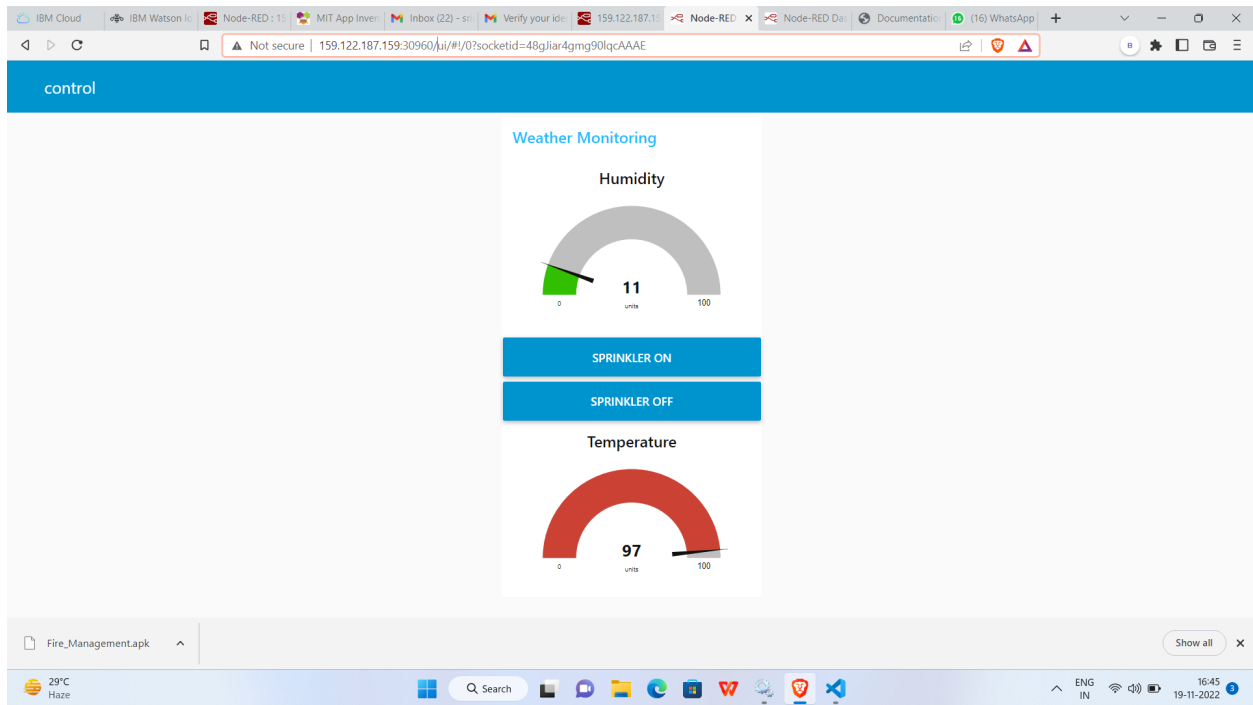 IBM Cloud
IBM Watson Io
Node-RED : 15
MIT App Inven
Inbox (22) - sri
Verify your ide
159.122.187.15
Node-RED
Node-RED Da
Documentatio
(16) WhatsApp
Not secure | 159.122.187.159:30960/ui/#!/0?socketid=48gJiar4gmg90lqcAAAE
B
control
Weather Monitoring
Humidity
11
units
0
100
SPRINKLER ON
SPRINKLER OFF
Temperature
97
units
0
100
Fire_Management.apk
Show all
29°C
Haze
Search
ENG
IN
16:45
19-11-2022
3